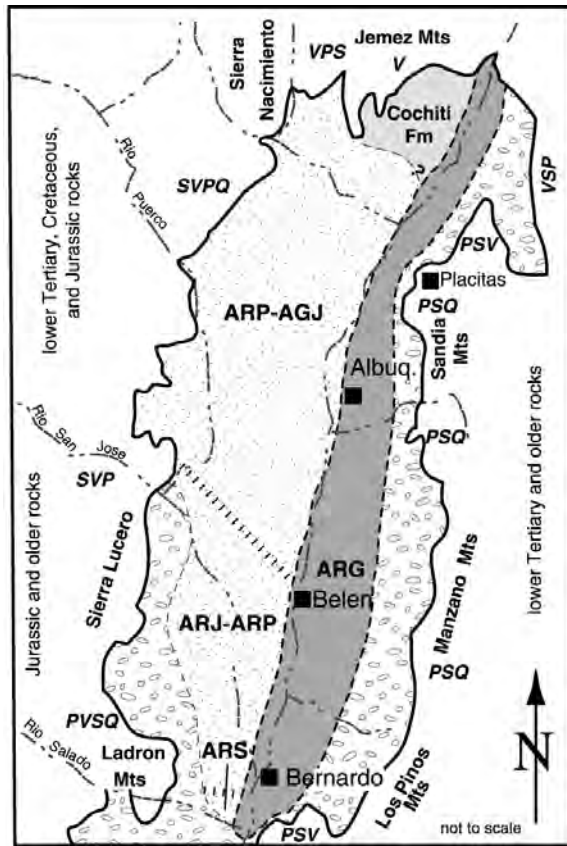 Sierra
Nacimiento
VPS
Jemez Mts
V
Cochiti
Fm
?
VSP
Rio
Puerco
SVPQ
lower Tertiary, Cretaceous,
and Jurassic rocks
PSV
Placitas
PSQ
Sandia
Mts
ARP-AGJ
Albuq.
PSQ
Rio San Jose
SVP
lower Tertiary and older rocks
Jurassic and older rocks
Sierra Lucero
ARG
Belen
Manzano Mts
ARJ-ARP
PSQ
PVSQ
Rio Salado
Ladron
Mts
ARS
Bernardo
Los Pinos
Mts
PSV
N
not to scale